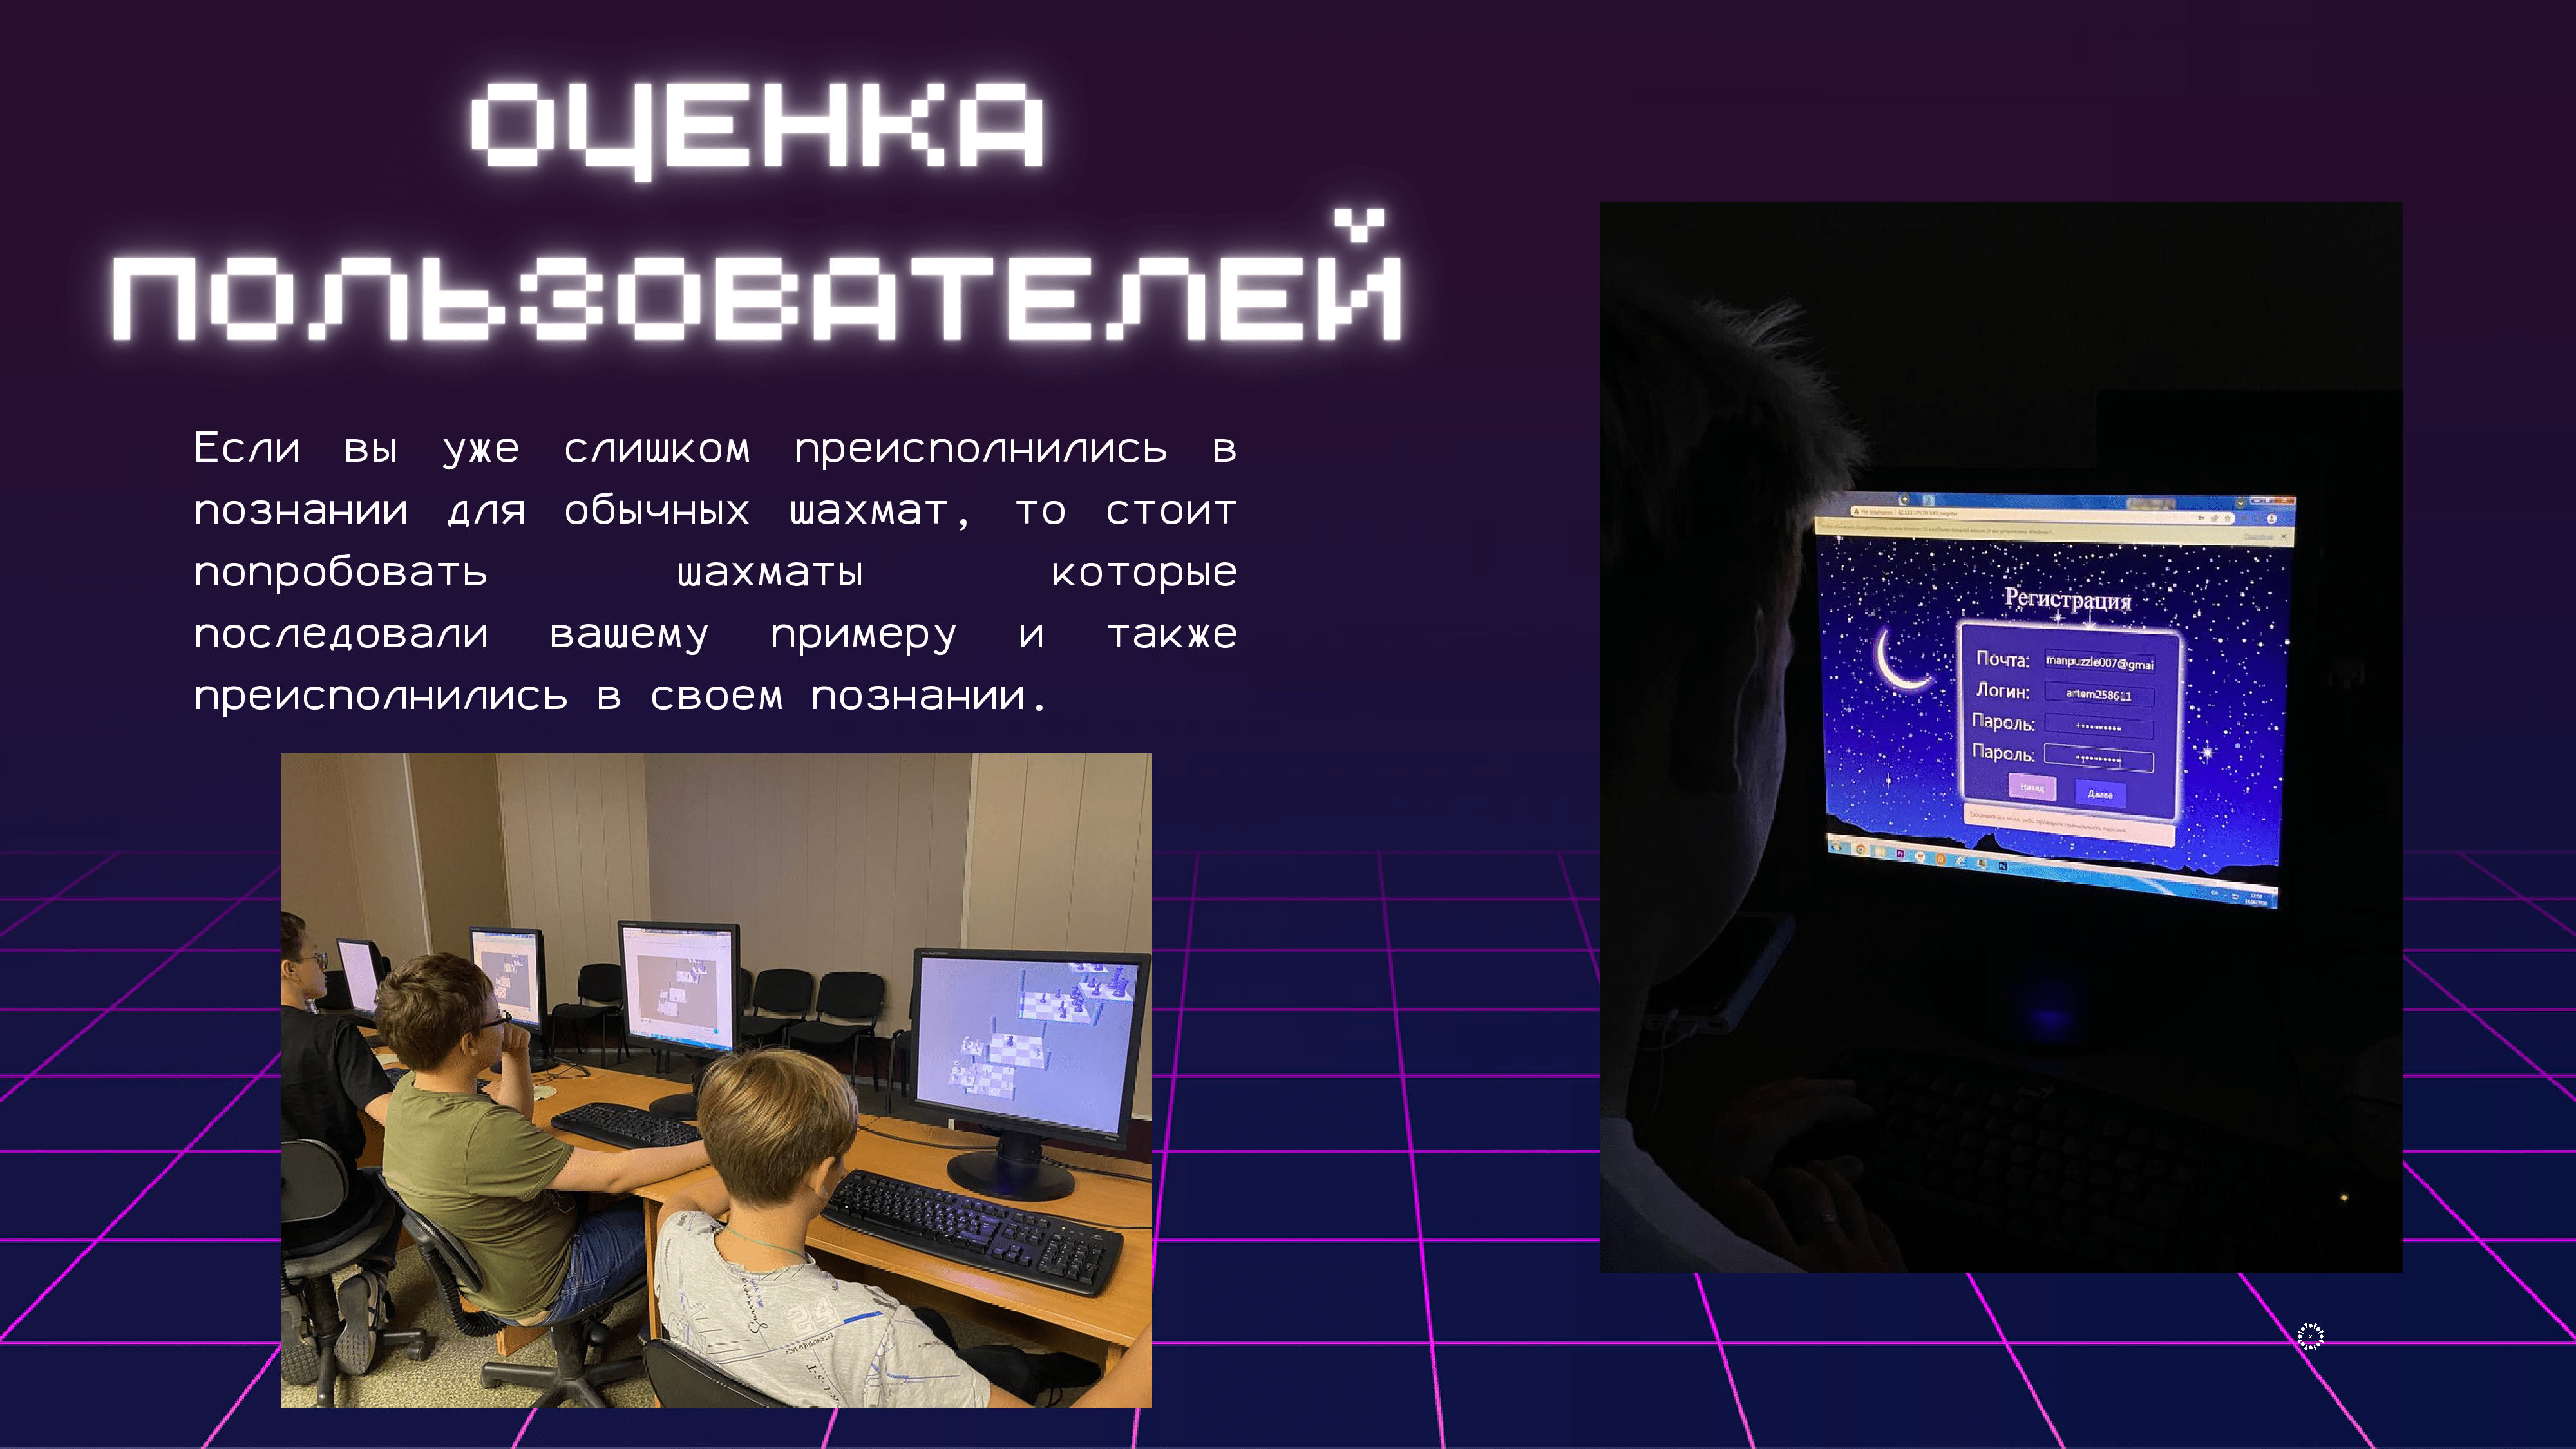 ОЦЕНКА
ПОЛЬЗОВАТЕЛЕЙ
Если вы уже слишком преисполнились в
познании для обычных шахмат, то стоит
попробовать шахматы которые
последовали вашему примеру и также
преисполнились в своем познании.
Регистрация
Почта: manpuzzle007@gmai
Логин: artem258611
Пароль: ••••••••••
Пароль: ••••••••••
Назад Далее
24